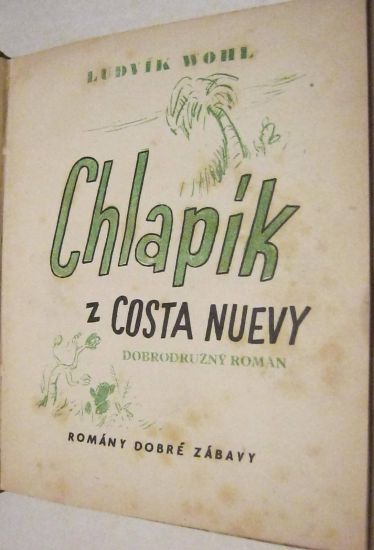 LUDVÍK WOHL
Chlapík
z COSTA NUEVY
DOBRODRUŽNÝ ROMÁN
ROMÁNY DOBRÉ ZÁBAVY